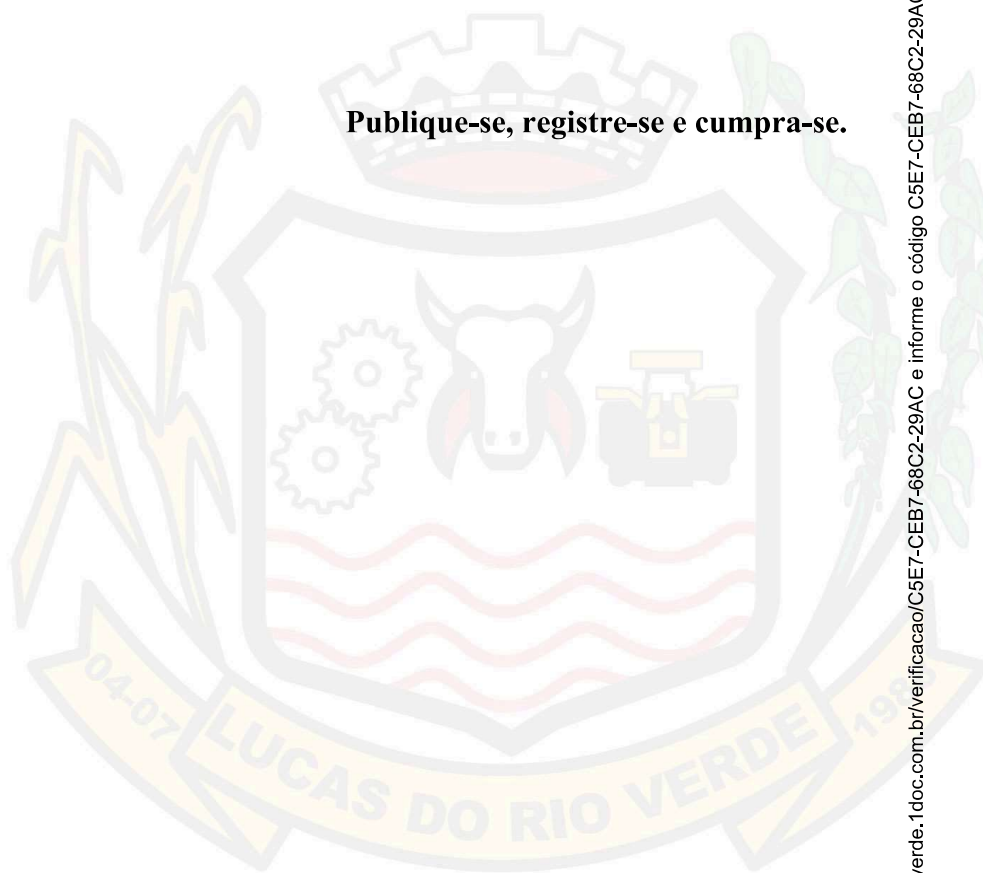 Publique-se, registre-se e cumpra-se.
04-07
LUCAS DO RIO VERDE
verde.1doc.com.br/verificacao/C5E7-CEB7-68C2-29AC e informe o código C5E7-CEB7-68C2-29AC